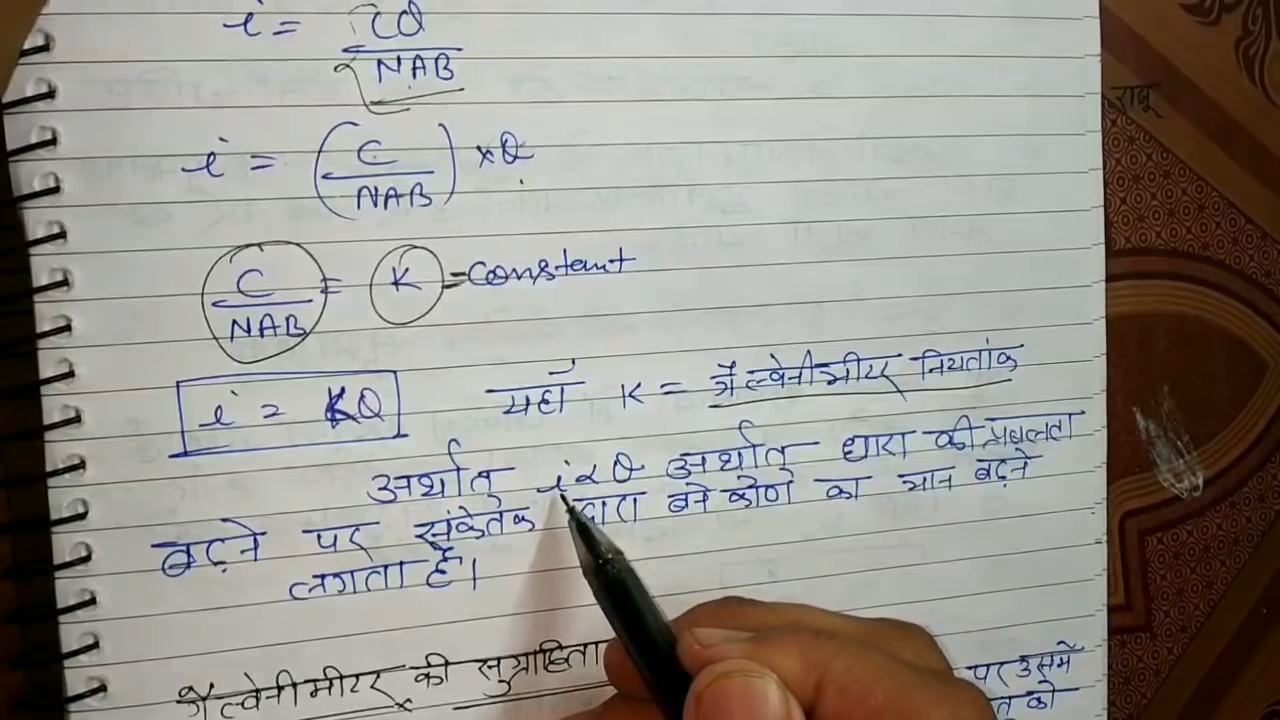 i = Cθ
NAB
i = (C / NAB) × θ
C / NAB = K = Constant
i = Kθ यहाँ K = गैल्वेनोमीटर नियतांक
अर्थात i ∝ θ अर्थात धारा की प्रबलता
बढ़ने पर संकेतक द्वारा बने कोण का मान बढ़ने
लगता है।
गैल्वेनोमीटर की सुग्राहिता पर उसमें
को